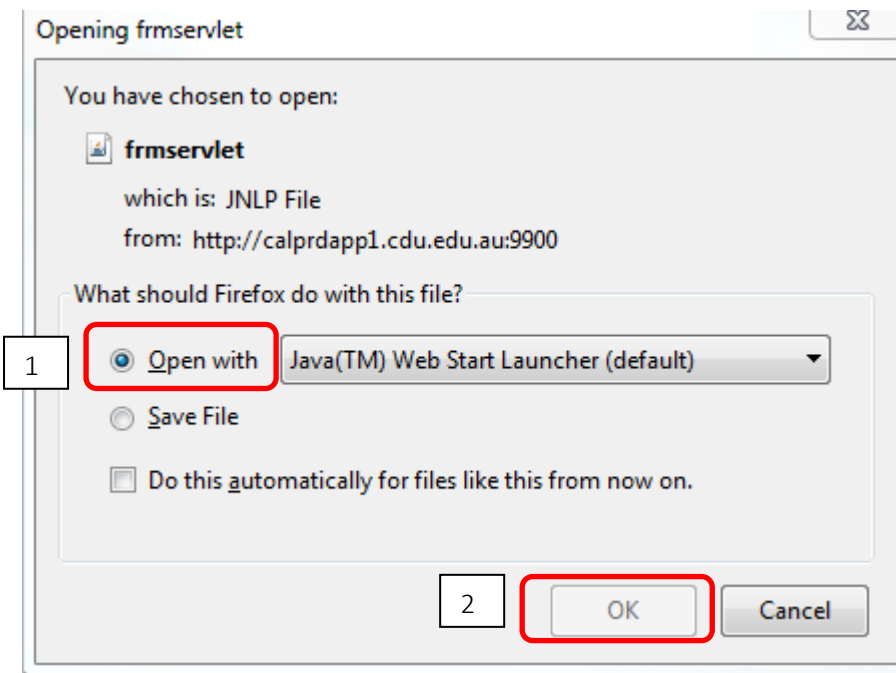 Opening frmservlet
You have chosen to open:
frmservlet
which is: JNLP File
from: http://calprdapp1.cdu.edu.au:9900
What should Firefox do with this file?
1
Open with Java(TM) Web Start Launcher (default)
Save File
Do this automatically for files like this from now on.
2
OK Cancel